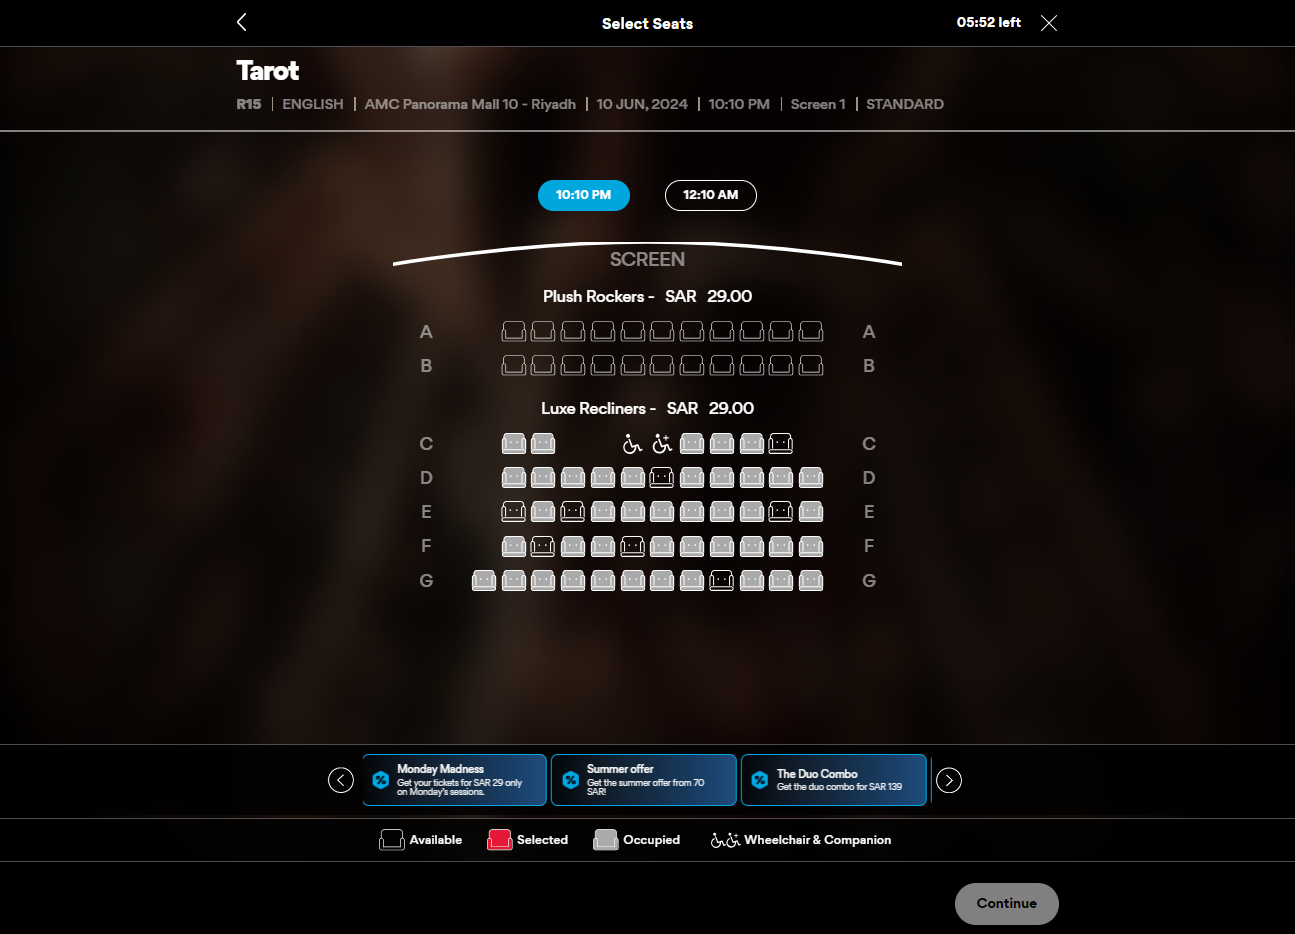 Select Seats
05:52 left
Tarot
R15 | ENGLISH | AMC Panorama Mall 10 - Riyadh | 10 JUN, 2024 | 10:10 PM | Screen 1 | STANDARD
10:10 PM
12:10 AM
SCREEN
Plush Rockers - SAR 29.00
A A
B B
Luxe Recliners - SAR 29.00
C C
D D
E E
F F
G G
Monday Madness
Get your tickets for SAR 29 only
on Monday's sessions.
Summer offer
Get the summer offer from 70
SAR!
The Duo Combo
Get the duo combo for SAR 139
Available
Selected
Occupied
Wheelchair & Companion
Continue